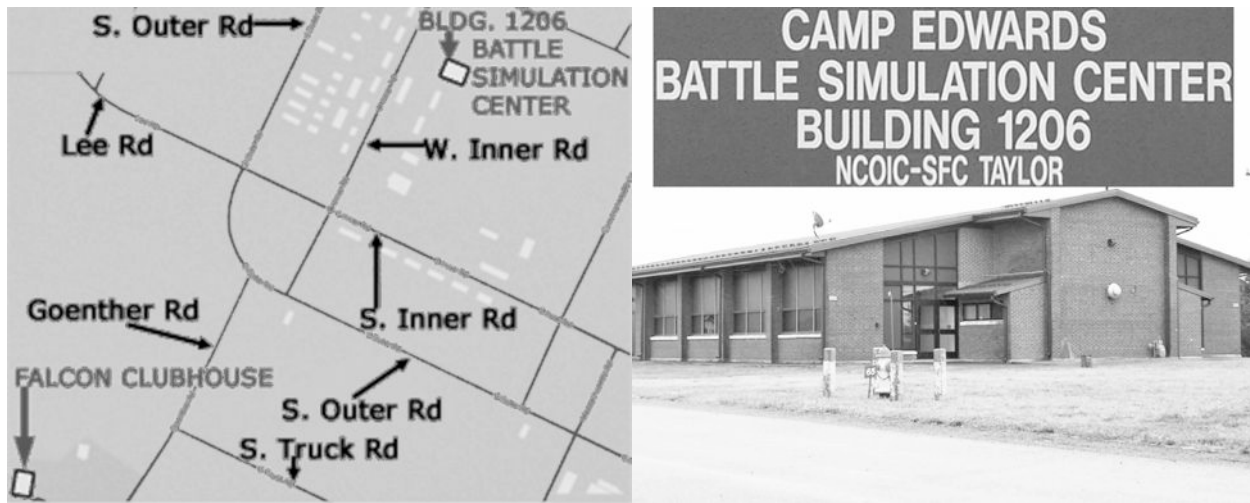 S. Outer Rd
BLDG. 1206
BATTLE
SIMULATION
CENTER
Lee Rd
W. Inner Rd
Goenther Rd
S. Inner Rd
FALCON CLUBHOUSE
S. Outer Rd
S. Truck Rd
CAMP EDWARDS
BATTLE SIMULATION CENTER
BUILDING 1206
NCOIC-SFC TAYLOR